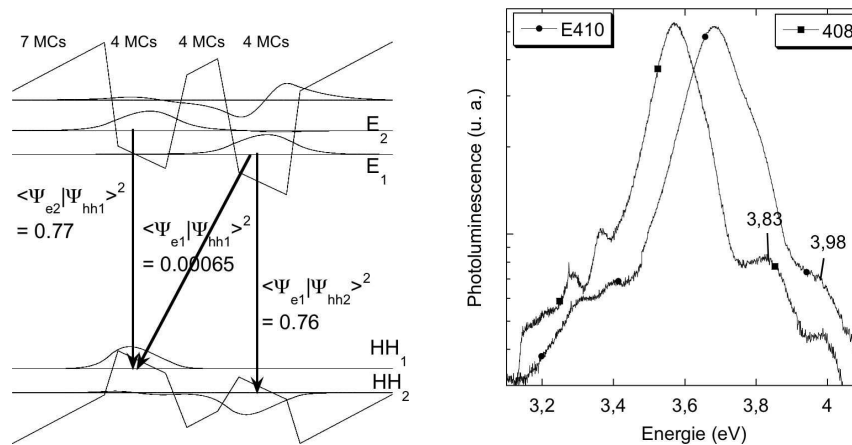 7 MCs 4 MCs 4 MCs 4 MCs
E2
E1
<Ψe2|Ψhh1>²
= 0.77
<Ψe1|Ψhh1>²
= 0.00065
<Ψe1|Ψhh2>²
= 0.76
HH1
HH2
E410
408
Photoluminescence (u. a.)
3,83
3,98
3,2 3,4 3,6 3,8 4
Energie (eV)